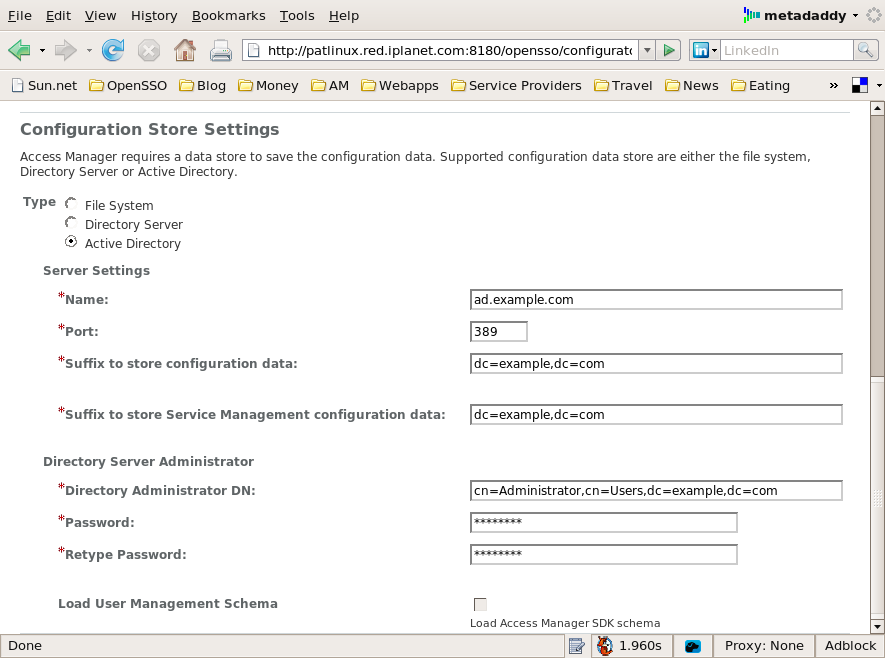 File Edit View History Bookmarks Tools Help metadaddy
http://patlinux.red.iplanet.com:8180/opensso/configurato in LinkedIn
Sun.net OpenSSO Blog Money AM Webapps Service Providers Travel News Eating »
Configuration Store Settings
Access Manager requires a data store to save the configuration data. Supported configuration data store are either the file system,
Directory Server or Active Directory.
Type File System
Directory Server
Active Directory
Server Settings
*Name: ad.example.com
*Port: 389
*Suffix to store configuration data: dc=example,dc=com
*Suffix to store Service Management configuration data: dc=example,dc=com
Directory Server Administrator
*Directory Administrator DN: cn=Administrator,cn=Users,dc=example,dc=com
*Password: ********
*Retype Password: ********
Load User Management Schema
Load Access Manager SDK schema
Done 1.960s Proxy: None Adblock